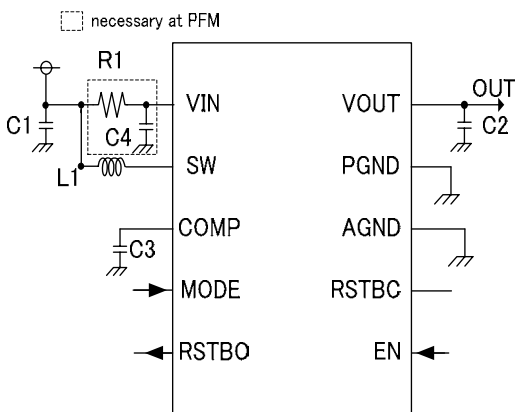 necessary at PFM
R1
VIN
VOUT
OUT
C1
C4
C2
L1
SW
PGND
COMP
AGND
C3
MODE
RSTBC
RSTBO
EN